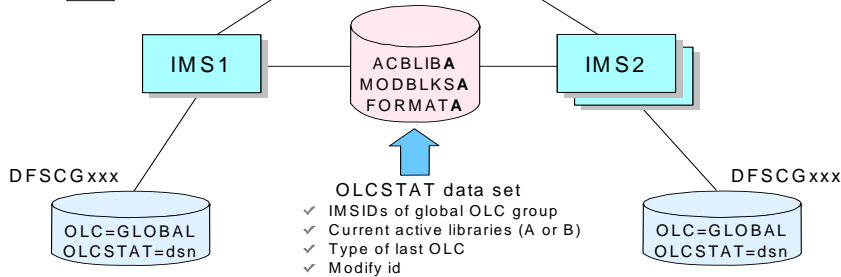 IMS1
ACBLIBA
MODBLKSA
FORMATA
IMS2
DFSCGxxx
DFSCGxxx
OLC=GLOBAL
OLCSTAT=dsn
OLCSTAT data set
✓ IMSIDs of global OLC group
✓ Current active libraries (A or B)
✓ Type of last OLC
✓ Modify id
OLC=GLOBAL
OLCSTAT=dsn